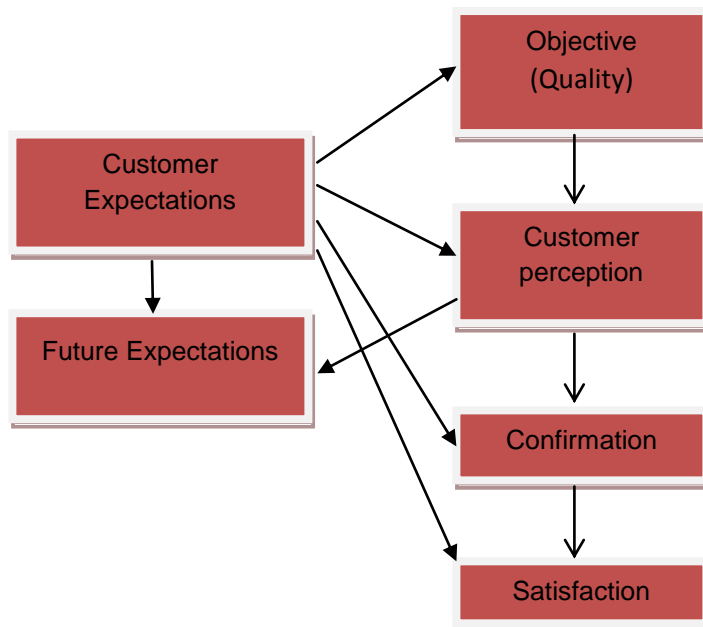 Objective
(Quality)
Customer
Expectations
Customer
perception
Future Expectations
Confirmation
Satisfaction